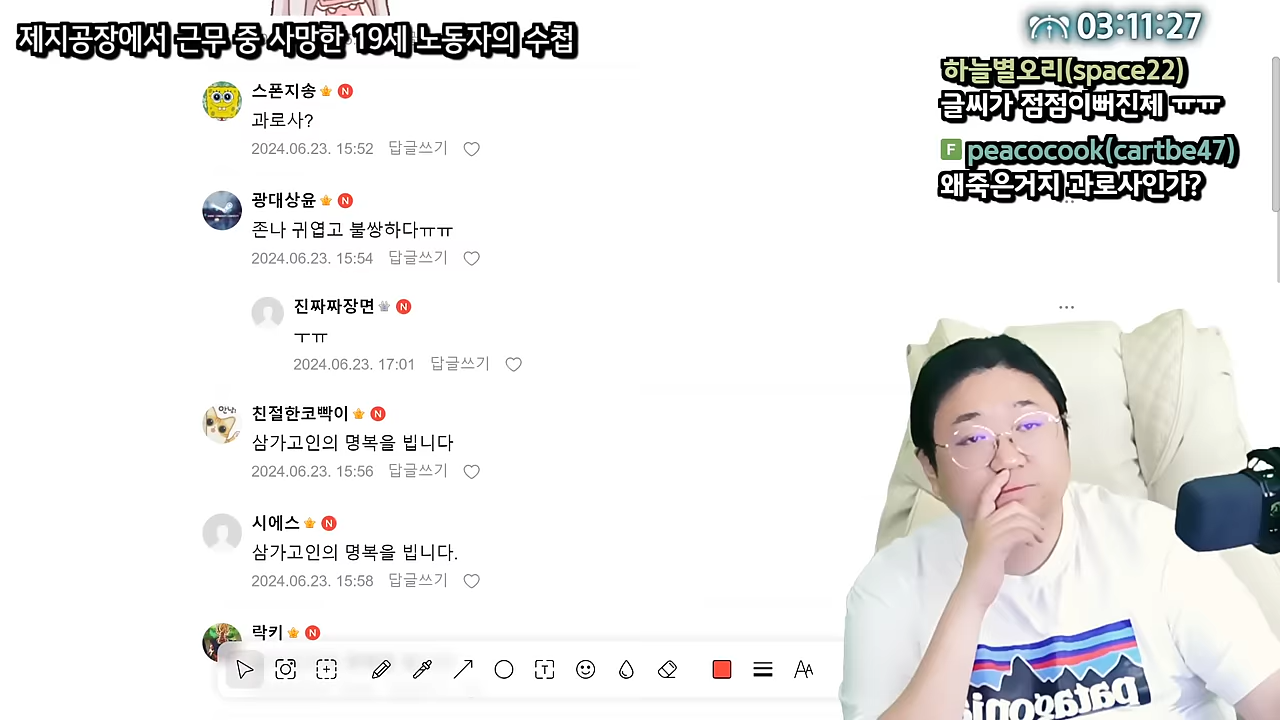 제지공장에서 근무 중 사망한 19세 노동자의 수첩
03:11:27
하늘별오리(space22)
글씨가 점점이뻐진제 ㅠㅠ
F peacocook(cartbe47)
왜죽은거지 과로사인가?
스폰지송 N
과로사?
2024.06.23. 15:52 답글쓰기
광대상윤 N
존나 귀엽고 불쌍하다ㅠㅠ
2024.06.23. 15:54 답글쓰기
진짜짜장면 N
ㅜㅠ
2024.06.23. 17:01 답글쓰기
안녕!
친절한코빡이 N
삼가고인의 명복을 빕니다
2024.06.23. 15:56 답글쓰기
시에스 N
삼가고인의 명복을 빕니다.
2024.06.23. 15:58 답글쓰기
락키 N
T
AA
patagonia